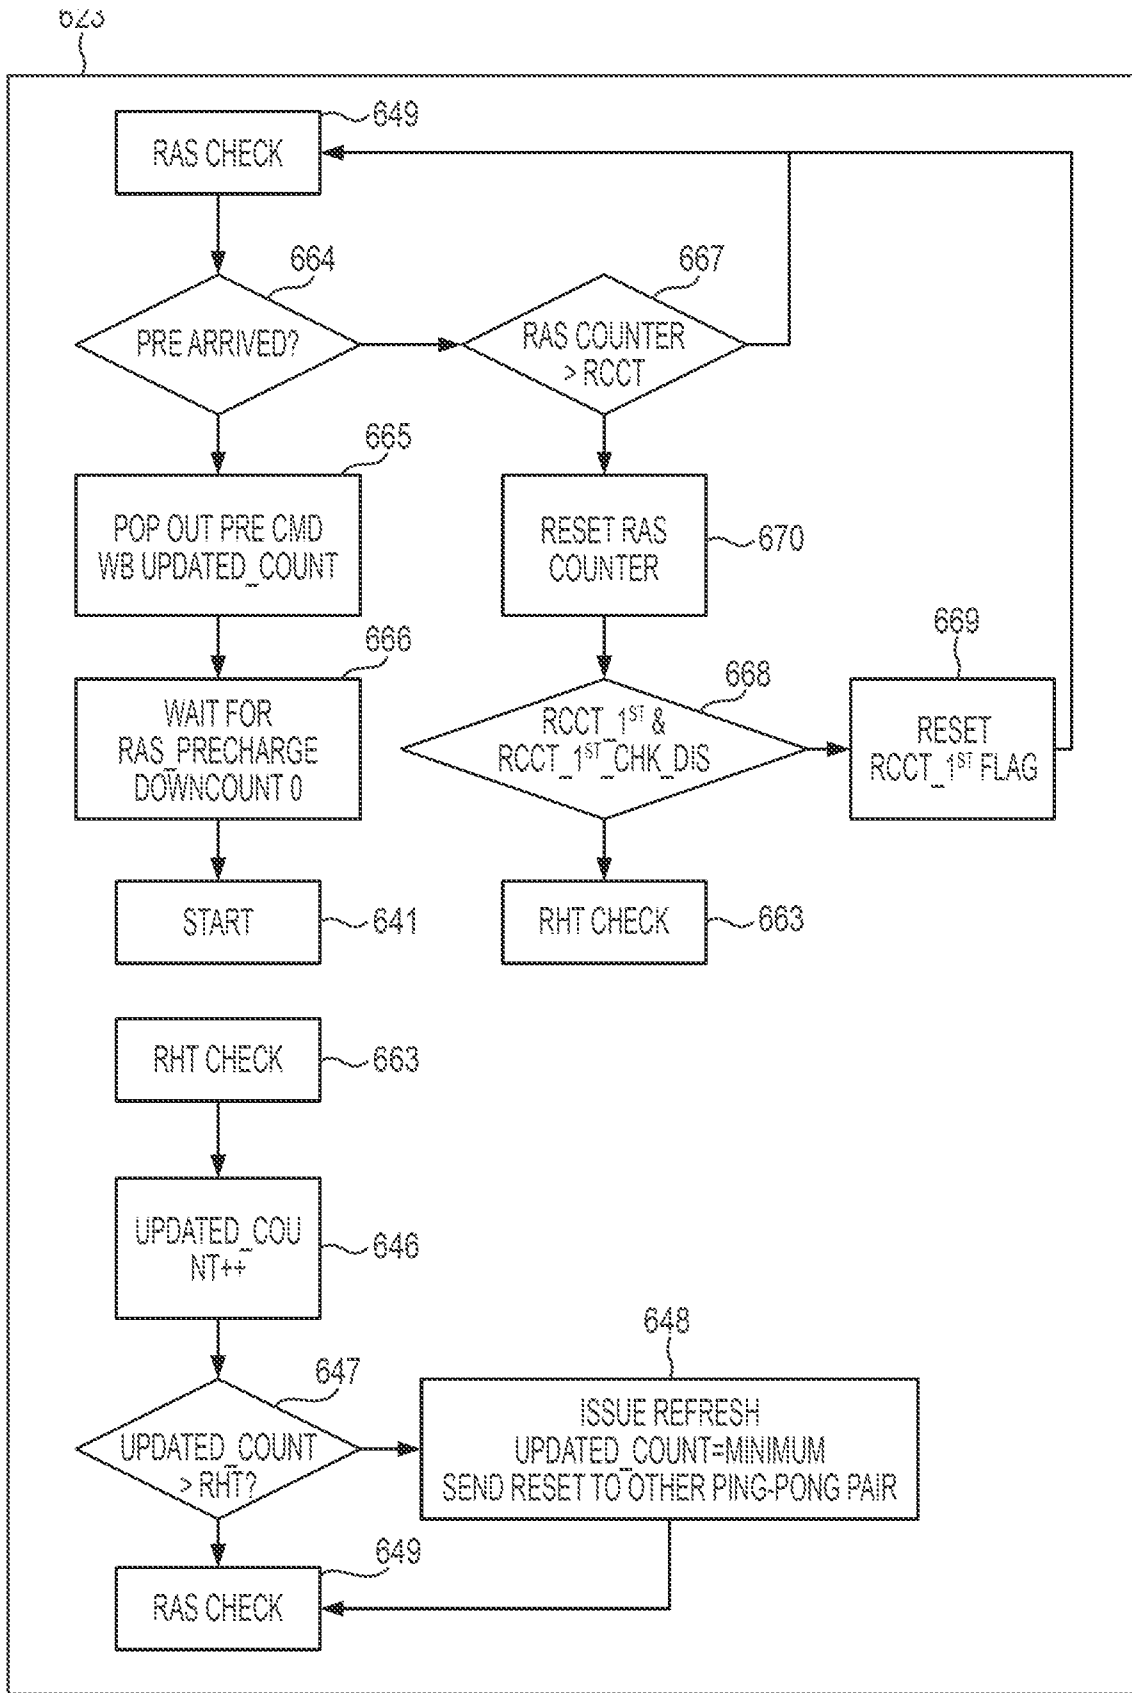 623
649
RAS CHECK
664
667
PRE ARRIVED?
RAS COUNTER
> RCCT
665
POP OUT PRE CMD
WB UPDATED_COUNT
RESET RAS
COUNTER
670
666
669
WAIT FOR
RAS_PRECHARGE
DOWNCOUNT 0
668
RCCT_1ST &
RCCT_1ST_CHK_DIS
RESET
RCCT_1ST FLAG
START
641
RHT CHECK
663
RHT CHECK
663
UPDATED_COU
NT++
646
648
647
UPDATED_COUNT
> RHT?
ISSUE REFRESH
UPDATED_COUNT=MINIMUM
SEND RESET TO OTHER PING-PONG PAIR
649
RAS CHECK